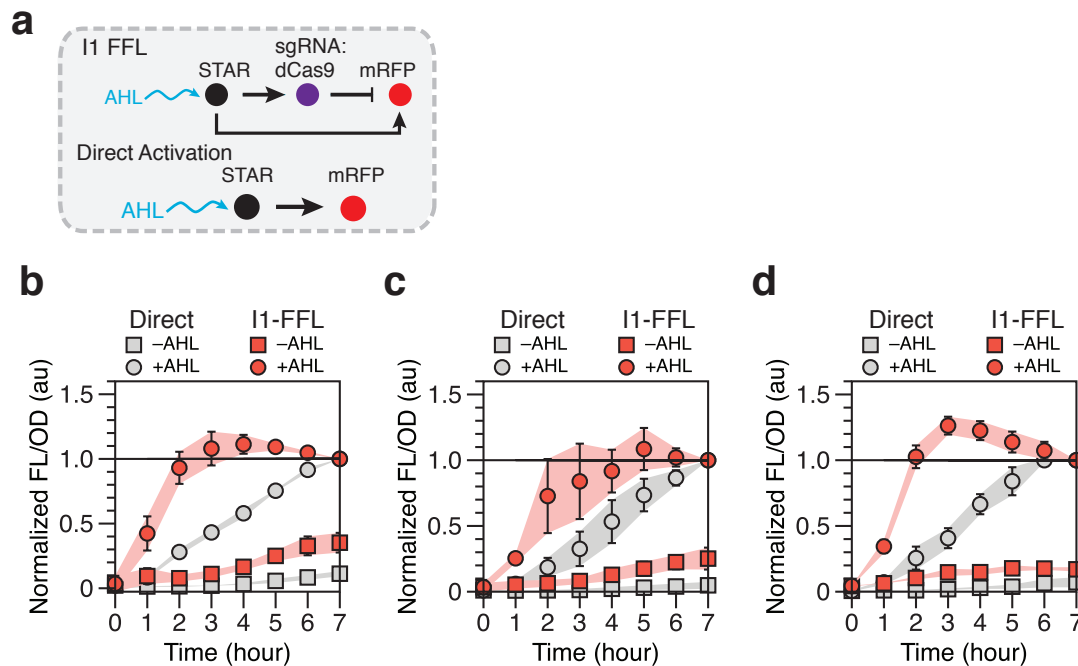 a
I1 FFL
sgRNA:
STAR dCas9 mRFP
AHL
Direct Activation
STAR mRFP
AHL
b
Direct I1-FFL
–AHL –AHL
+AHL +AHL
Normalized FL/OD (au)
1.5
1.0
0.5
0
0 1 2 3 4 5 6 7
Time (hour)
c
Direct I1-FFL
–AHL –AHL
+AHL +AHL
Normalized FL/OD (au)
1.5
1.0
0.5
0
0 1 2 3 4 5 6 7
Time (hour)
d
Direct I1-FFL
–AHL –AHL
+AHL +AHL
Normalized FL/OD (au)
1.5
1.0
0.5
0
0 1 2 3 4 5 6 7
Time (hour)